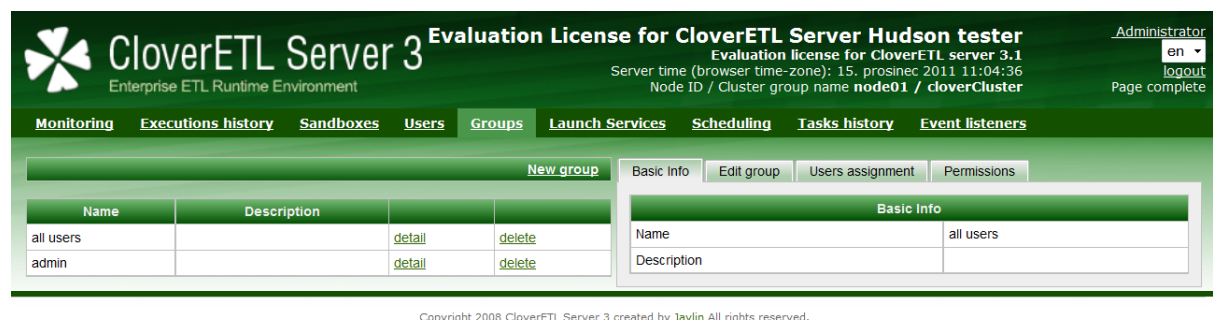 CloverETL Server 3
Enterprise ETL Runtime Environment
Evaluation License for CloverETL Server Hudson tester
Evaluation license for CloverETL server 3.1
Server time (browser time-zone): 15. prosinec 2011 11:04:36
Node ID / Cluster group name node01 / cloverCluster
Administrator
en
logout
Page complete
Monitoring Executions history Sandboxes Users Groups Launch Services Scheduling Tasks history Event listeners
New group
Name Description
all users detail delete
admin detail delete
Basic Info Edit group Users assignment Permissions
Basic Info
Name all users
Description
Copyright 2008 CloverETL Server 3 created by Javlin All rights reserved.